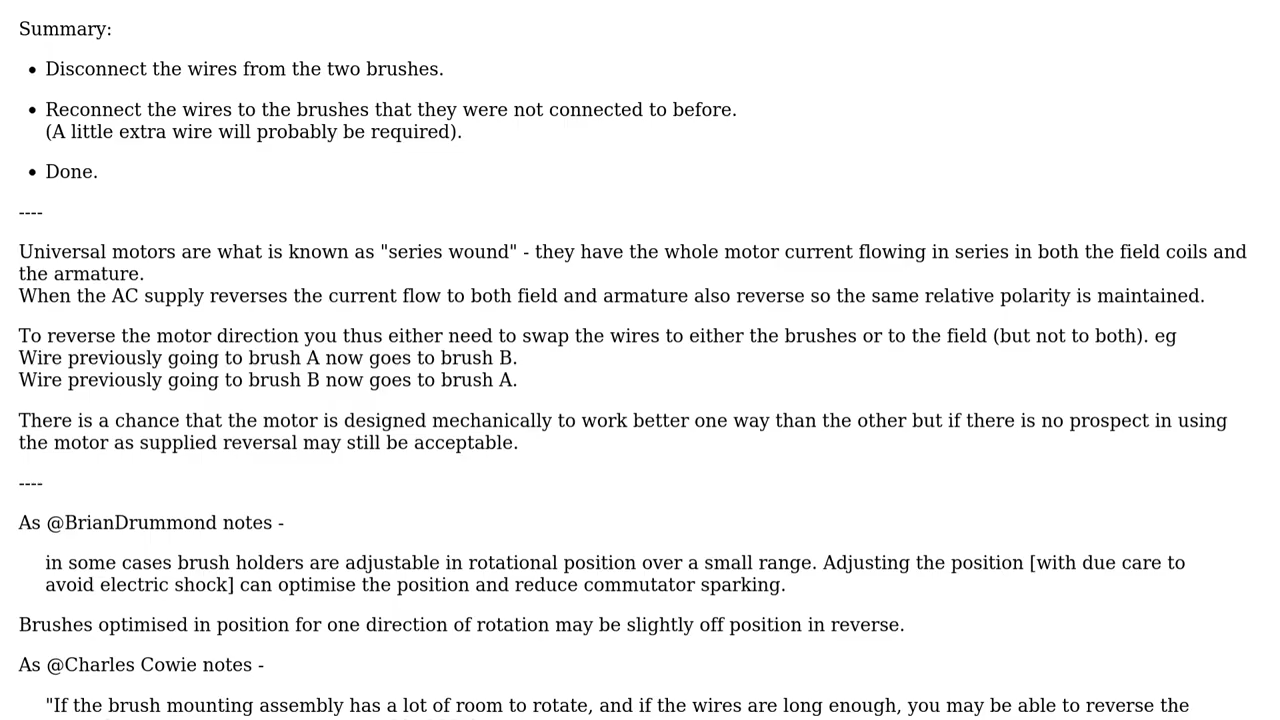 Summary:
• Disconnect the wires from the two brushes.
• Reconnect the wires to the brushes that they were not connected to before.
(A little extra wire will probably be required).
• Done.
----
Universal motors are what is known as "series wound" - they have the whole motor current flowing in series in both the field coils and
the armature.
When the AC supply reverses the current flow to both field and armature also reverse so the same relative polarity is maintained.
To reverse the motor direction you thus either need to swap the wires to either the brushes or to the field (but not to both). eg
Wire previously going to brush A now goes to brush B.
Wire previously going to brush B now goes to brush A.
There is a chance that the motor is designed mechanically to work better one way than the other but if there is no prospect in using
the motor as supplied reversal may still be acceptable.
----
As @BrianDrummond notes -
in some cases brush holders are adjustable in rotational position over a small range. Adjusting the position [with due care to
avoid electric shock] can optimise the position and reduce commutator sparking.
Brushes optimised in position for one direction of rotation may be slightly off position in reverse.
As @Charles Cowie notes -
"If the brush mounting assembly has a lot of room to rotate, and if the wires are long enough, you may be able to reverse the